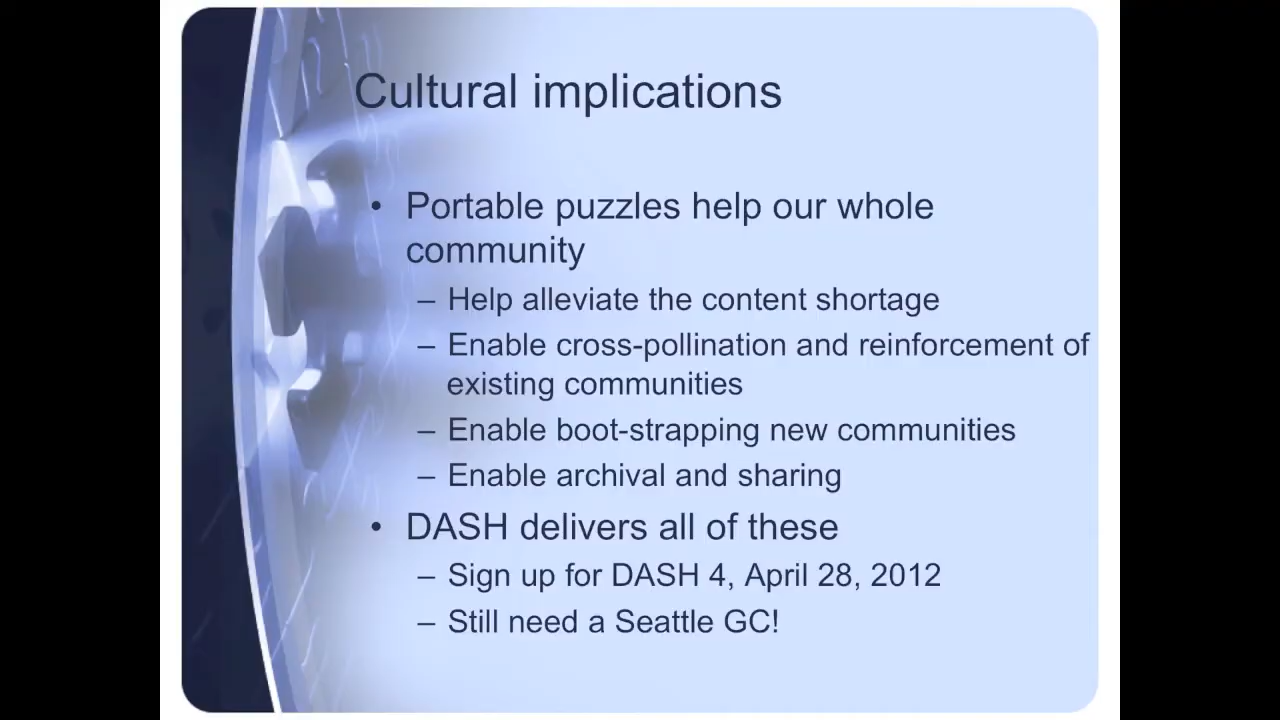 Cultural implications
• Portable puzzles help our whole
community
– Help alleviate the content shortage
– Enable cross-pollination and reinforcement of
existing communities
– Enable boot-strapping new communities
– Enable archival and sharing
• DASH delivers all of these
– Sign up for DASH 4, April 28, 2012
– Still need a Seattle GC!